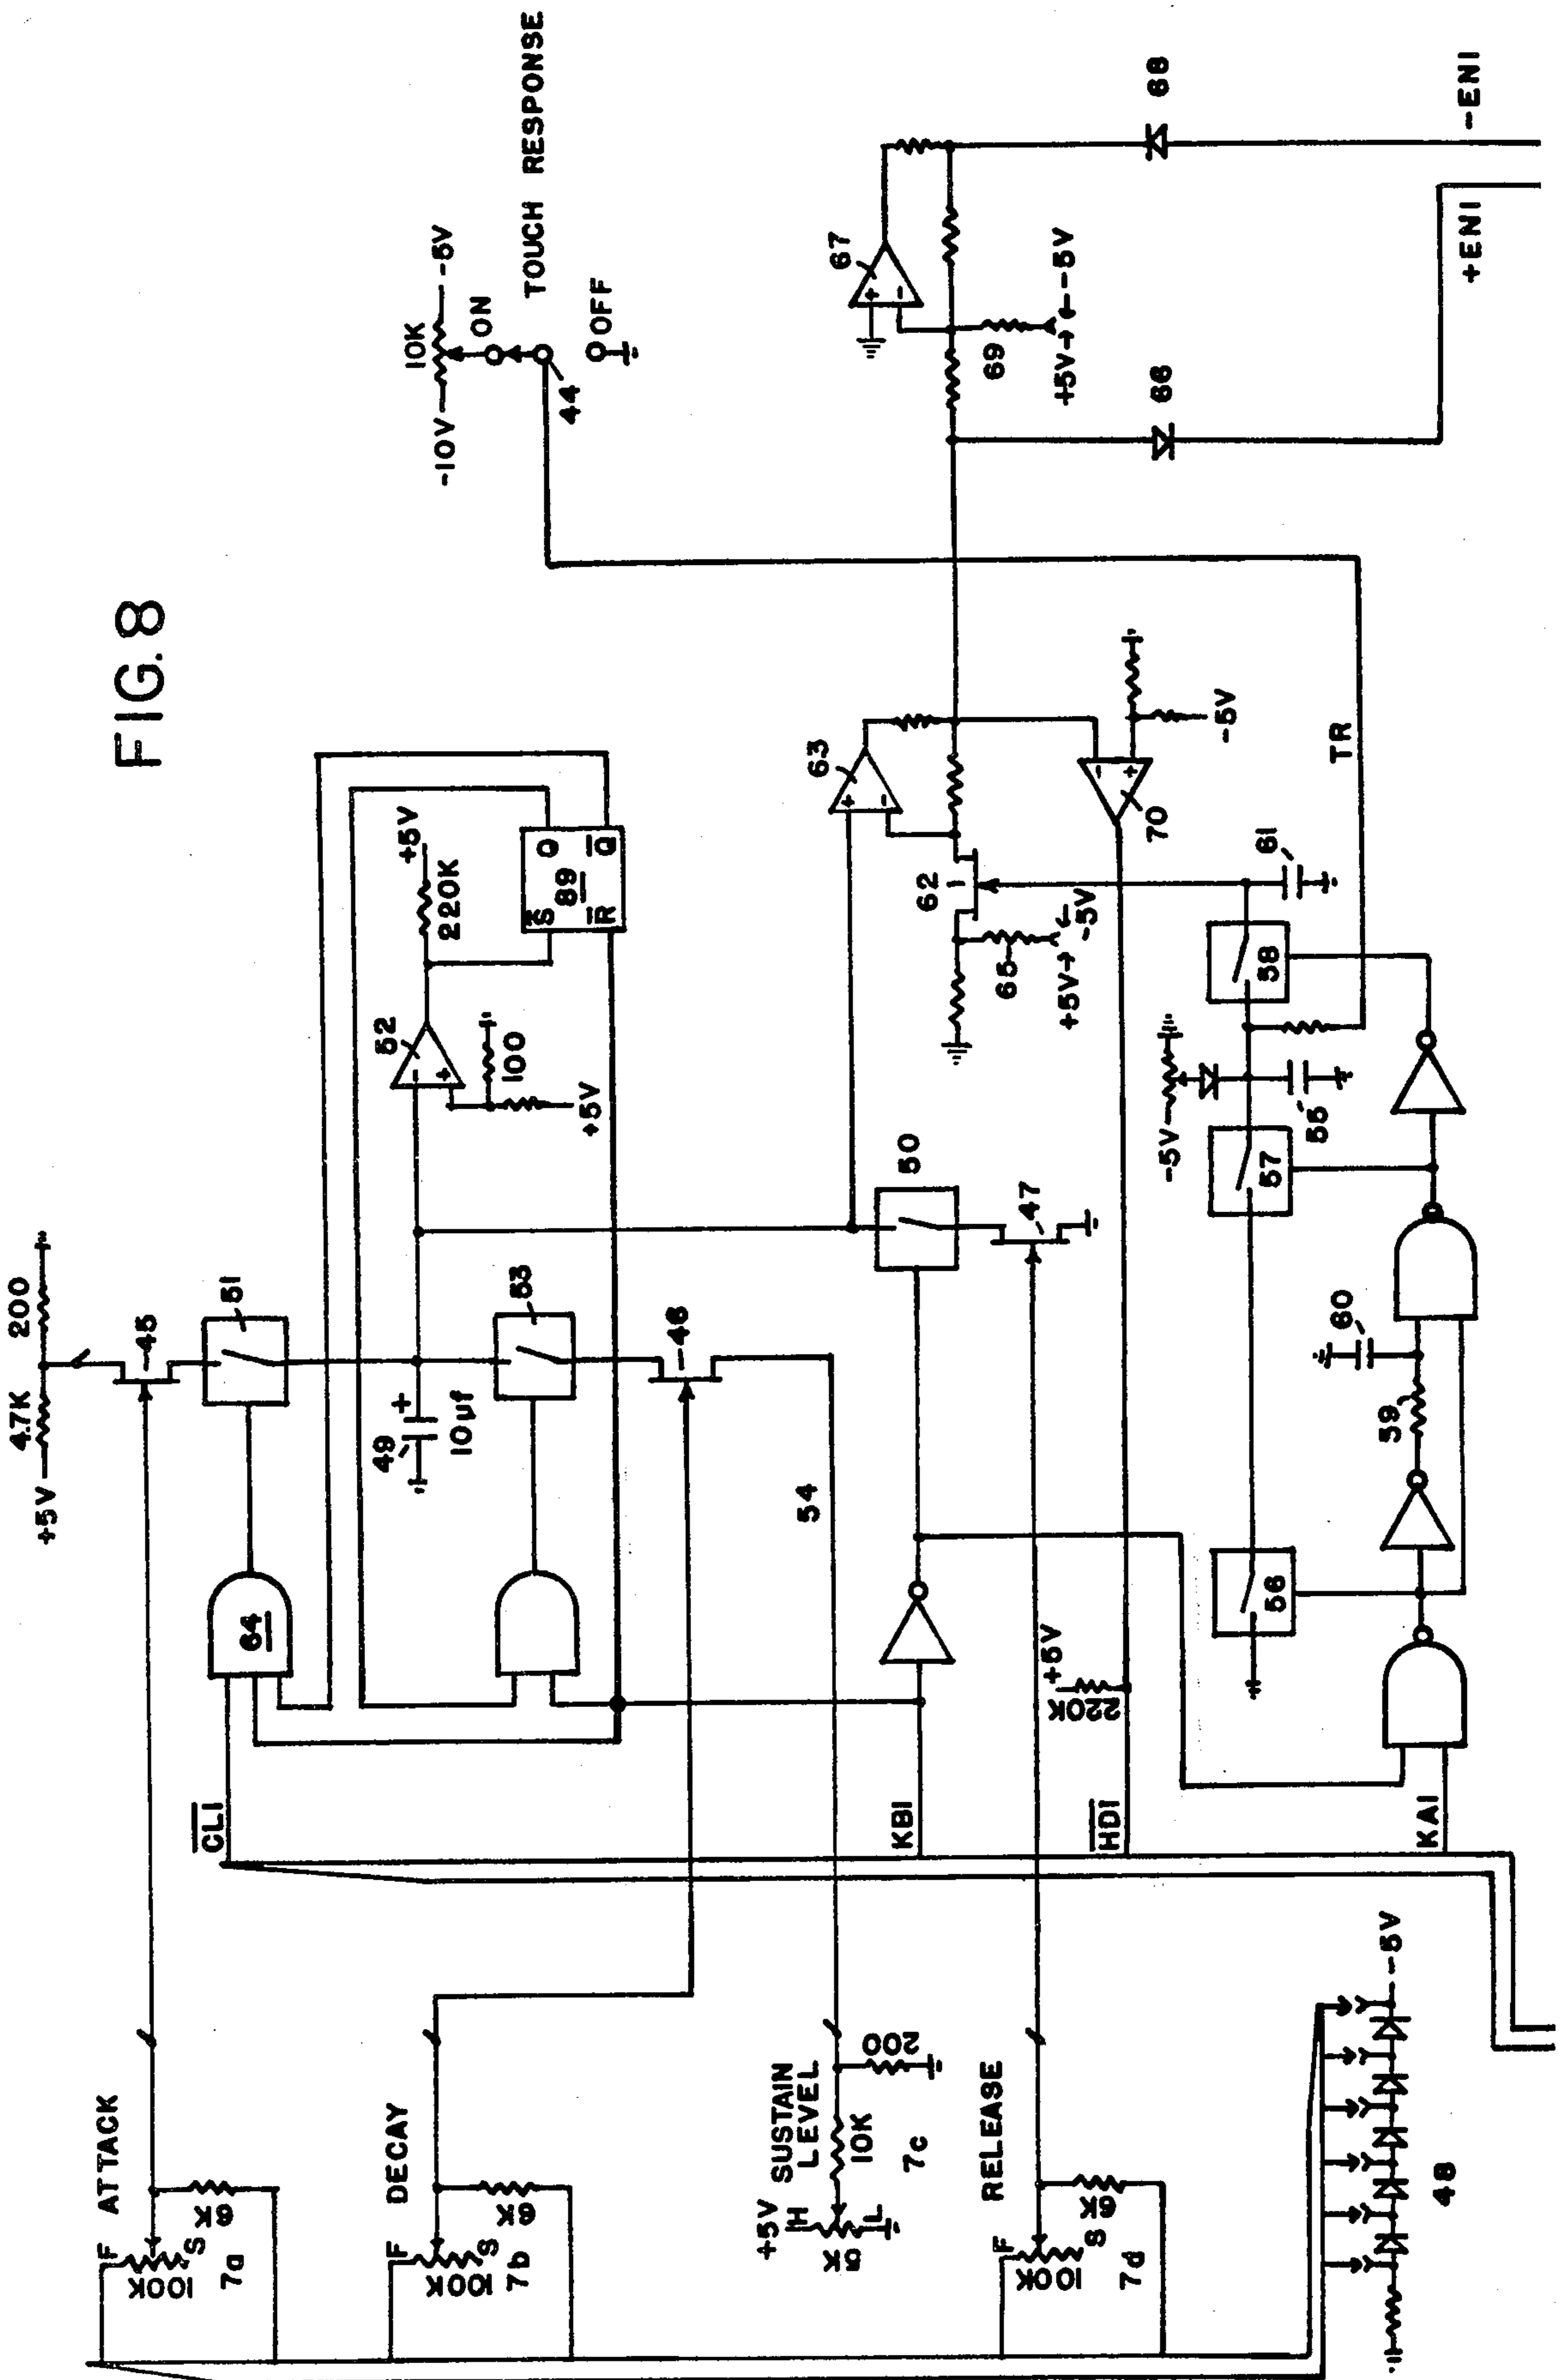 FIG. 8
+5V
4.7K
200
45
51
64
CL1
ATTACK
F
S
100K
6K
7a
49
+
10µf
53
46
52
-
+
100
+5V
220K
+5V
S
R
89
Q
Q
-10V
10K
-5V
ON
44
OFF
TOUCH RESPONSE
DECAY
F
S
100K
6K
7b
54
SUSTAIN
LEVEL
+5V
H
L
5K
10K
200
7c
KB1
50
47
63
+
-
62
65
+5V
-5V
67
+
-
69
+5V
-5V
66
68
+EN1
-EN1
RELEASE
F
S
100K
6K
7d
+5V
220K
HD1
70
-
+
-5V
TR
KA1
56
59
60
57
-5V
55
58
61
48
-5V